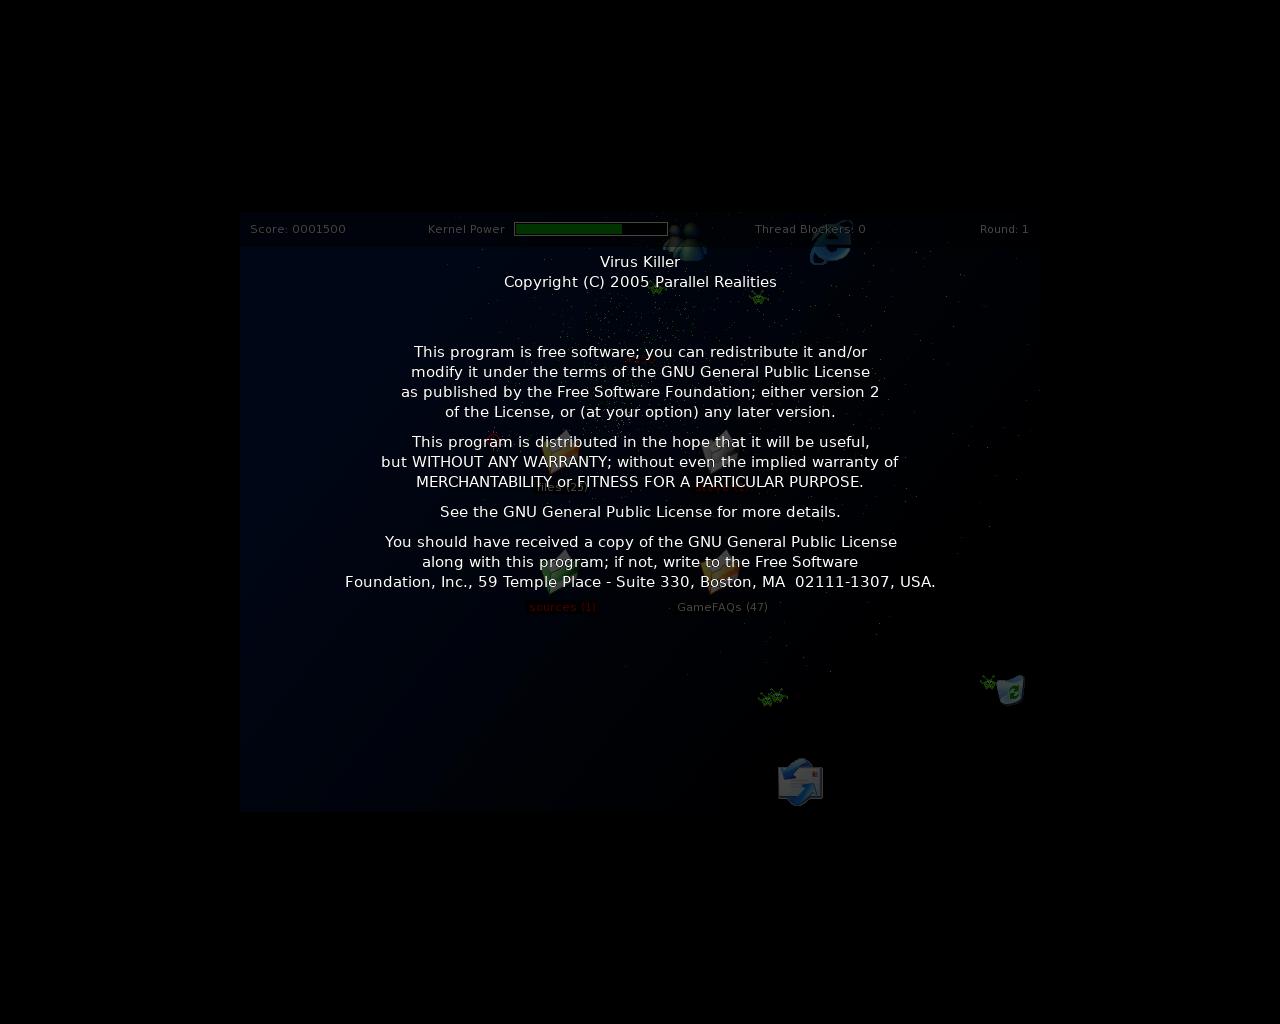 Score: 0001500 Kernel Power Thread Blockers: 0 Round: 1
Virus Killer
Copyright (C) 2005 Parallel Realities
This program is free software; you can redistribute it and/or
modify it under the terms of the GNU General Public License
as published by the Free Software Foundation; either version 2
of the License, or (at your option) any later version.
This program is distributed in the hope that it will be useful,
but WITHOUT ANY WARRANTY; without even the implied warranty of
MERCHANTABILITY or FITNESS FOR A PARTICULAR PURPOSE.
See the GNU General Public License for more details.
You should have received a copy of the GNU General Public License
along with this program; if not, write to the Free Software
Foundation, Inc., 59 Temple Place - Suite 330, Boston, MA  02111-1307, USA.
sources (1) GameFAQs (47)